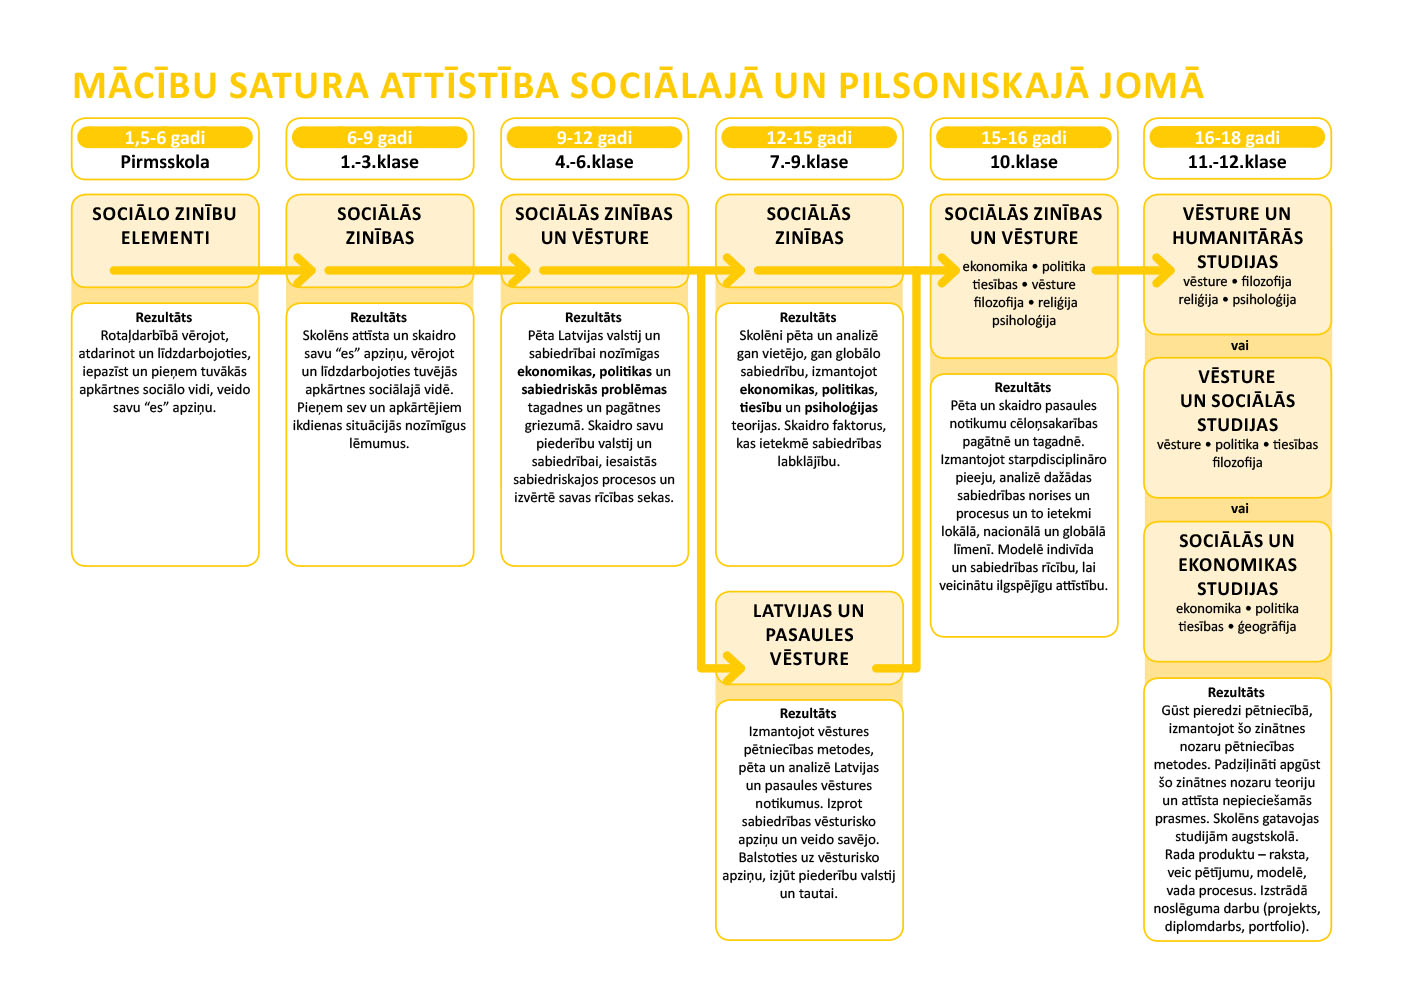 MĀCĪBU SATURA ATTĪSTĪBA SOCIĀLAJĀ UN PILSONISKAJĀ JOMĀ
1,5-6 gadi
Pirmsskola
SOCIĀLO ZINĪBU
ELEMENTI
Rezultāts
Rotaļdarbībā vērojot,
atdarinot un līdzdarbojoties,
iepazīst un pieņem tuvākās
apkārtnes sociālo vidi, veido
savu “es” apziņu.
6-9 gadi
1.-3.klase
SOCIĀLĀS
ZINĪBAS
Rezultāts
Skolēns attīsta un skaidro
savu “es” apziņu, vērojot
un līdzdarbojoties tuvējās
apkārtnes sociālajā vidē.
Pieņem sev un apkārtējiem
ikdienas situācijās nozīmīgus
lēmumus.
9-12 gadi
4.-6.klase
SOCIĀLĀS ZINĪBAS
UN VĒSTURE
Rezultāts
Pēta Latvijas valstij un
sabiedrībai nozīmīgas
ekonomikas, politikas un
sabiedriskās problēmas
tagadnes un pagātnes
griezumā. Skaidro savu
piederību valstij un
sabiedrībai, iesaistās
sabiedriskajos procesos un
izvērtē savas rīcības sekas.
12-15 gadi
7.-9.klase
SOCIĀLĀS
ZINĪBAS
Rezultāts
Skolēni pēta un analizē
gan vietējo, gan globālo
sabiedrību, izmantojot
ekonomikas, politikas,
tiesību un psiholoģijas
teorijas. Skaidro faktorus,
kas ietekmē sabiedrības
labklājību.
LATVIJAS UN
PASAULES
VĒSTURE
Rezultāts
Izmantojot vēstures
pētniecības metodes,
pēta un analizē Latvijas
un pasaules vēstures
notikumus. Izprot
sabiedrības vēsturisko
apziņu un veido savējo.
Balstoties uz vēsturisko
apziņu, izjūt piederību valstij
un tautai.
15-16 gadi
10.klase
SOCIĀLĀS ZINĪBAS
UN VĒSTURE
ekonomika • politika
tiesības • vēsture
filozofija • reliģija
psiholoģija
Rezultāts
Pēta un skaidro pasaules
notikumu cēloņsakarības
pagātnē un tagadnē.
Izmantojot starpdisciplināro
pieeju, analizē dažādas
sabiedrības norises un
procesus un to ietekmi
lokālā, nacionālā un globālā
līmenī. Modelē indivīda
un sabiedrības rīcību, lai
veicinātu ilgspējīgu attīstību.
16-18 gadi
11.-12.klase
VĒSTURE UN
HUMANITĀRĀS
STUDIJAS
vēsture • filozofija
reliģija • psiholoģija
vai
VĒSTURE
UN SOCIĀLĀS
STUDIJAS
vēsture • politika • tiesības
filozofija
vai
SOCIĀLĀS UN
EKONOMIKAS
STUDIJAS
ekonomika • politika
tiesības • ģeogrāfija
Rezultāts
Gūst pieredzi pētniecībā,
izmantojot šo zinātnes
nozaru pētniecības
metodes. Padziļināti apgūst
šo zinātnes nozaru teoriju
un attīsta nepieciešamās
prasmes. Skolēns gatavojas
studijām augstskolā.
Rada produktu – raksta,
veic pētījumu, modelē,
vada procesus. Izstrādā
noslēguma darbu (projekts,
diplomdarbs, portfolio).